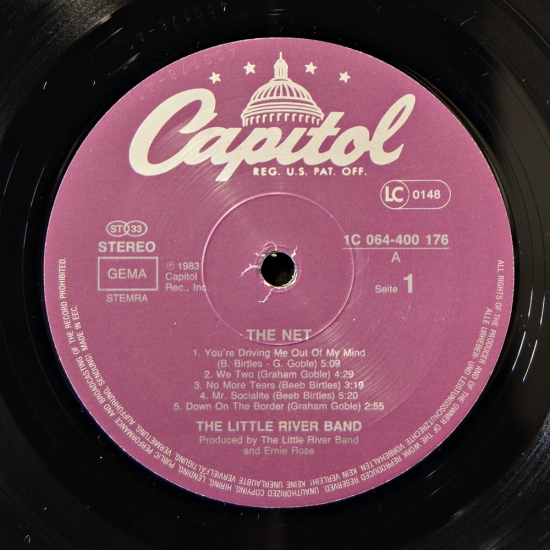 Capitol
REG. U.S. PAT. OFF.
LC 0148
ST 33
STEREO
GEMA
STEMRA
℗ 1983
Capitol
Rec., Inc.
1C 064-400 176
A
Seite 1
THE NET
1. You're Driving Me Out Of My Mind
(B. Birtles - G. Goble) 5:09
2. We Two (Graham Goble) 4:29
3. No More Tears (Beeb Birtles) 3:19
4. Mr. Socialite (Beeb Birtles) 5:20
5. Down On The Border (Graham Goble) 2:55
THE LITTLE RIVER BAND
Produced by The Little River Band
and Ernie Rose
ALL RIGHTS OF THE PRODUCER AND OF THE OWNER OF THE WORK REPRODUCED RESERVED. UNAUTHORIZED COPYING, HIRING, LENDING, PUBLIC PERFORMANCE AND BROADCASTING OF THE RECORD PROHIBITED.
ALLE URHEBER- UND LEISTUNGSSCHUTZRECHTE VORBEHALTEN. KEIN VERLEIH! KEINE UNERLAUBTE VERVIELFÄLTIGUNG, VERMIETUNG, AUFFÜHRUNG, SENDUNG! MADE IN EEC.